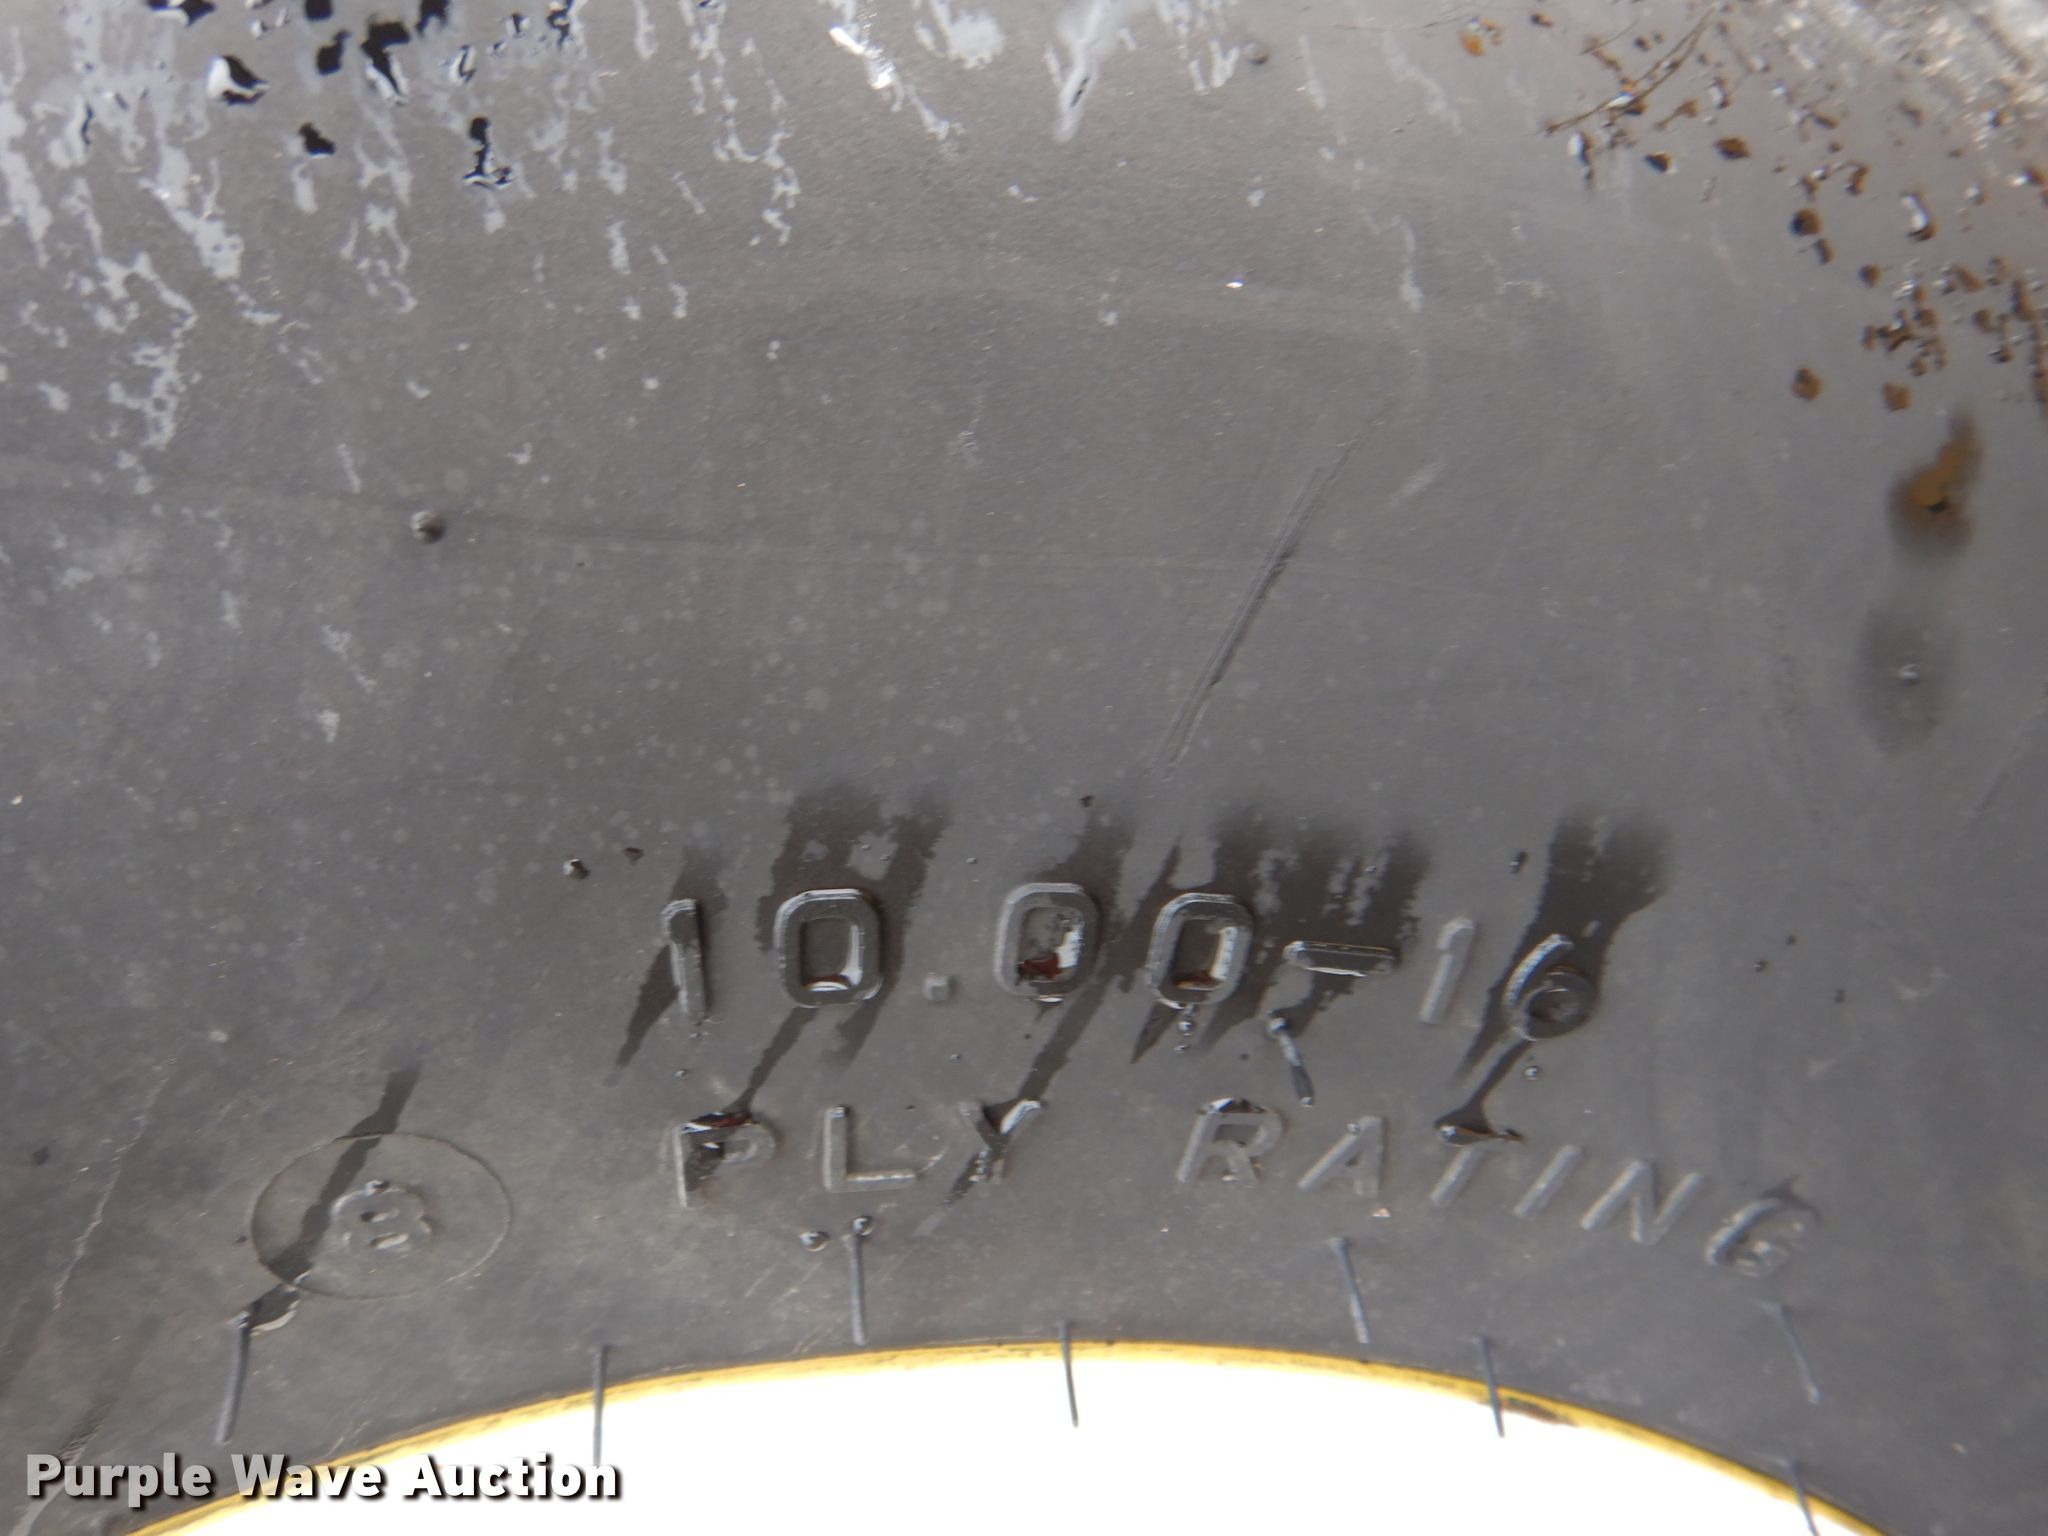 10.00-16
8 PLY RATING
Purple Wave Auction